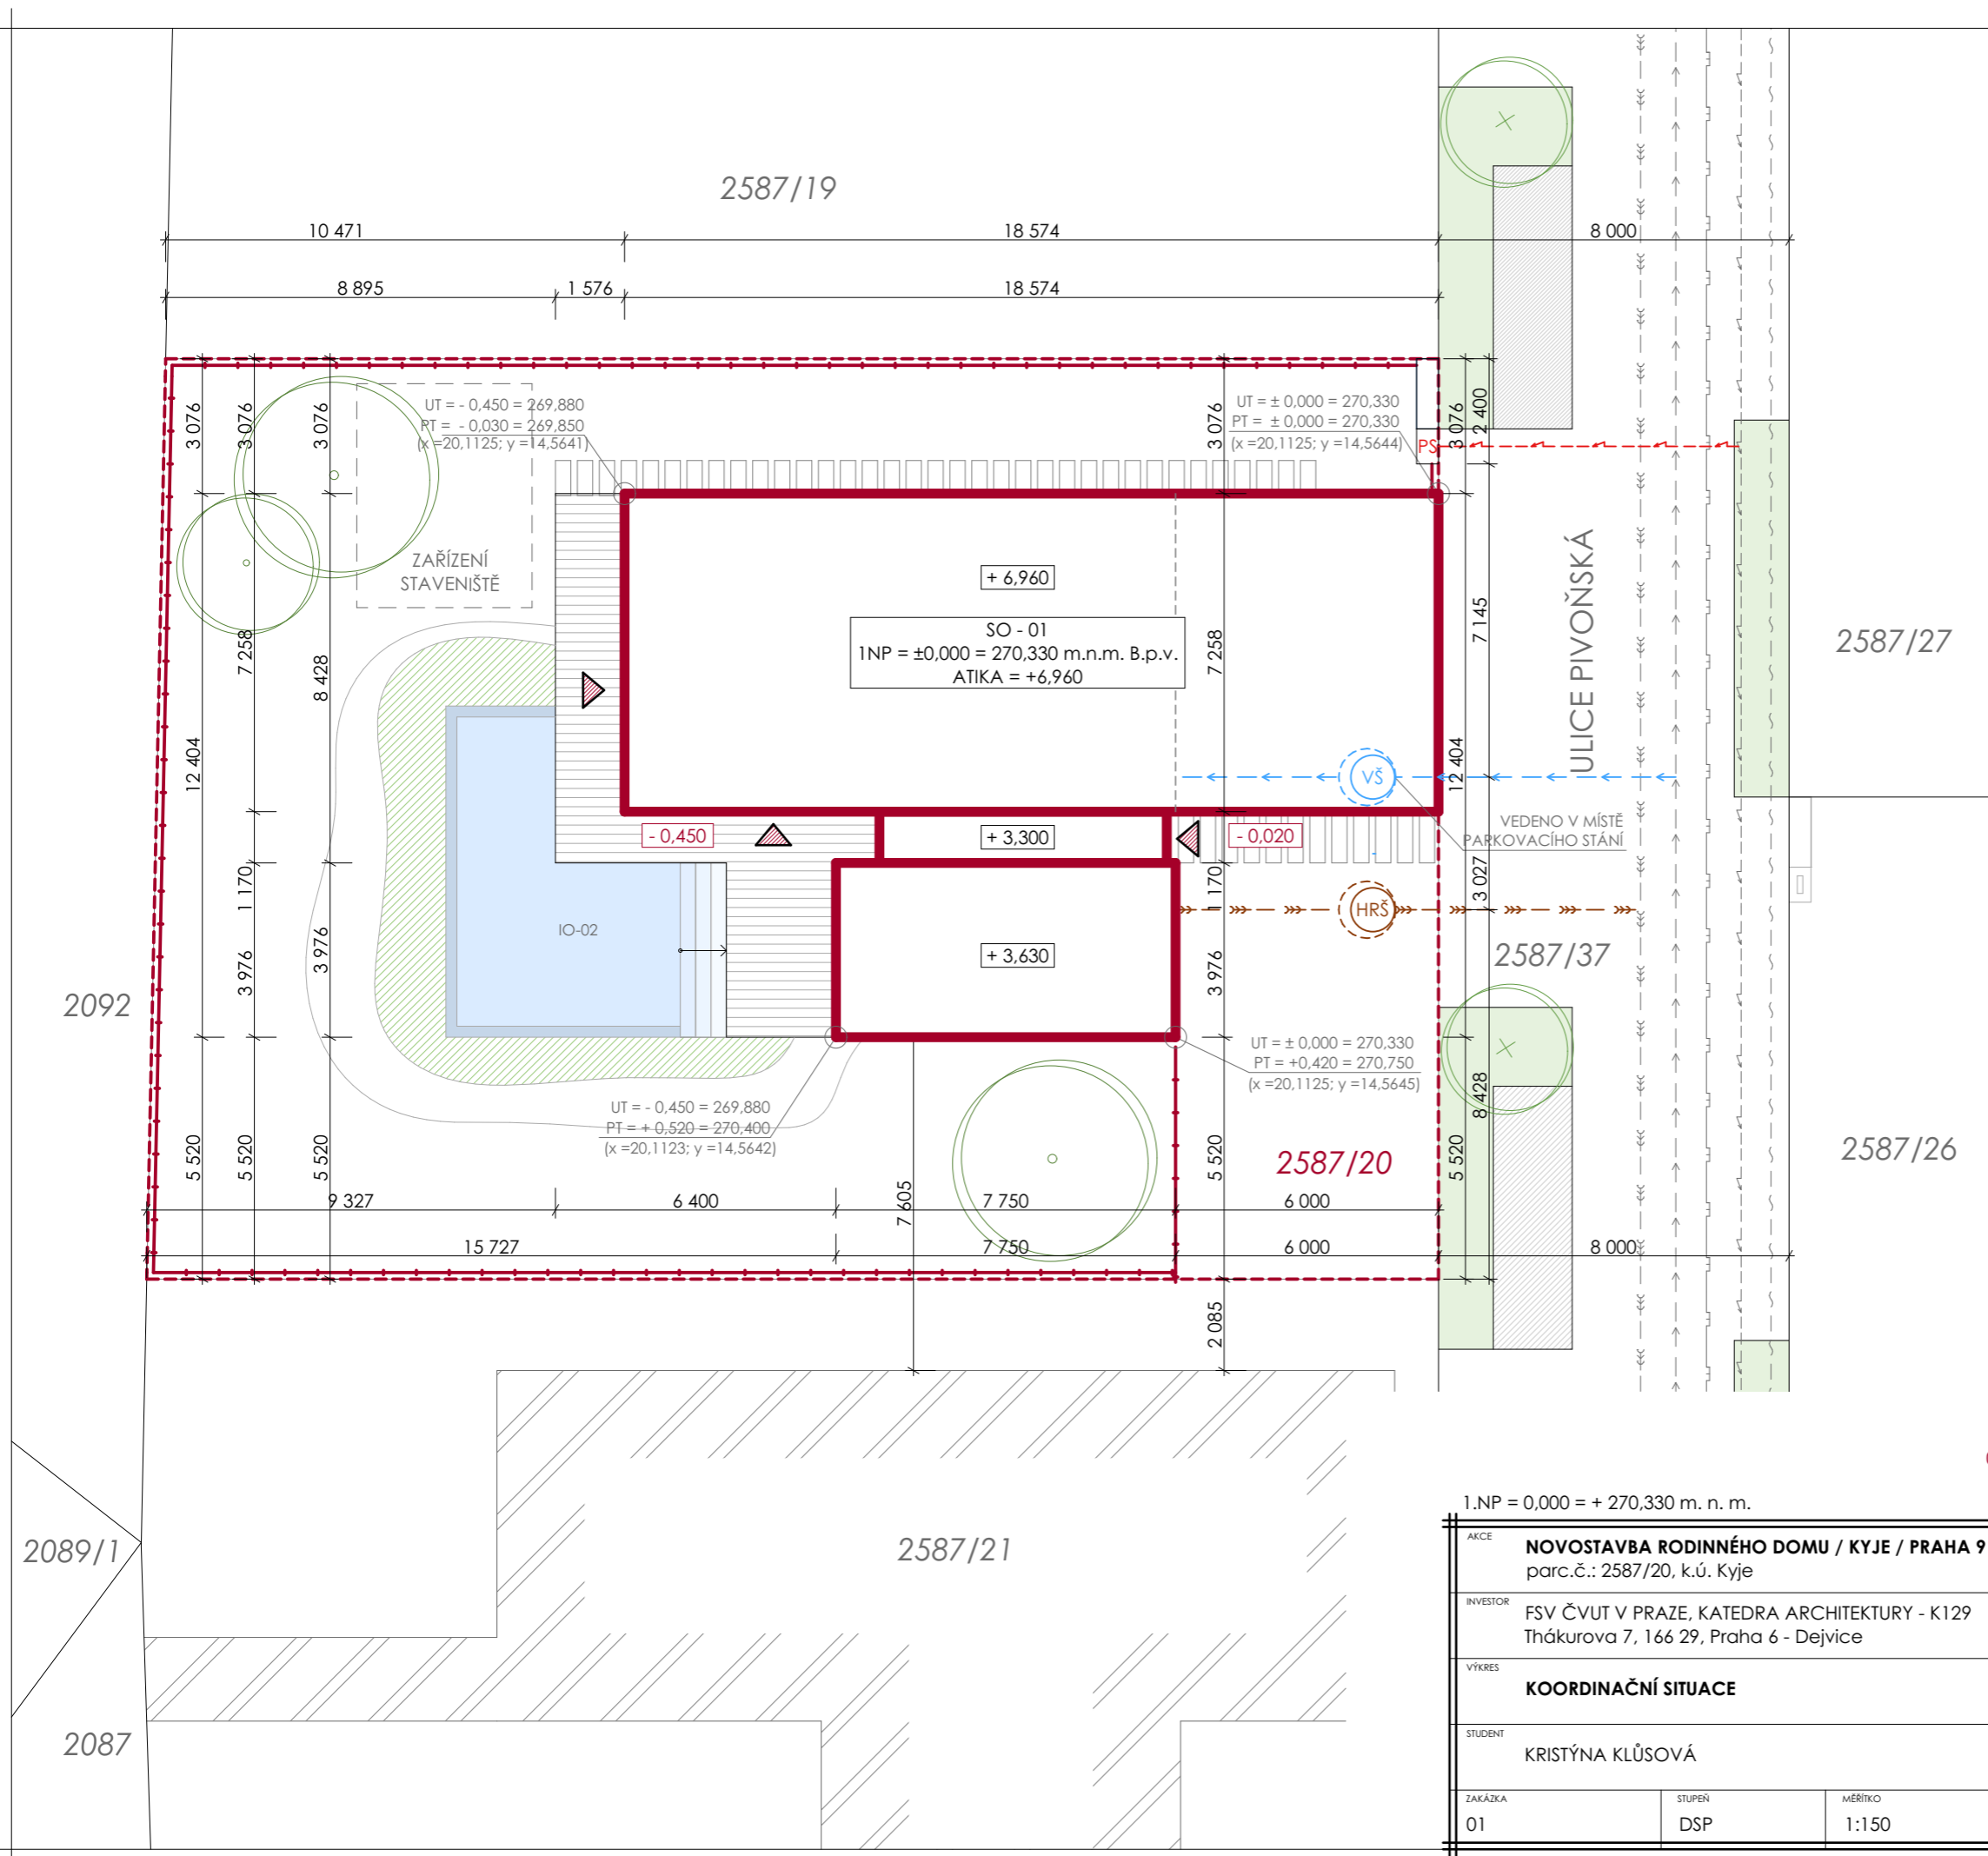 2587/19
10 471
18 574
8 000
8 895
1 576
18 574
3 076
3 076
3 076
3 076
3 076
2 400
UT = - 0,450 = 269,880
PT = - 0,030 = 269,850
(x =20,1125; y =14,5641)
UT = ± 0,000 = 270,330
PT = ± 0,000 = 270,330
(x =20,1125; y =14,5644)
PS
ZAŘÍZENÍ
STAVENIŠTĚ
+ 6,960
SO - 01
1NP = ±0,000 = 270,330 m.n.m. B.p.v.
ATIKA = +6,960
7 258
8 428
7 258
7 145
ULICE PIVOŇSKÁ
2587/27
12 404
12 404
VŠ
VEDENO V MÍSTĚ
PARKOVACÍHO STÁNÍ
- 0,450
+ 3,300
- 0,020
1 170
1 170
3 027
HRŠ
IO-02
+ 3,630
3 976
3 976
3 976
2587/37
2092
UT = ± 0,000 = 270,330
PT = +0,420 = 270,750
(x =20,1125; y =14,5645)
UT = - 0,450 = 269,880
PT = + 0,520 = 270,400
(x =20,1123; y =14,5642)
8 428
5 520
5 520
5 520
5 520
5 520
2587/20
2587/26
9 327
6 400
7 605
7 750
6 000
15 727
7 750
6 000
8 000
2 085
2089/1
2587/21
2087
1.NP = 0,000 = + 270,330 m. n. m.
AKCE
NOVOSTAVBA RODINNÉHO DOMU / KYJE / PRAHA 9
parc.č.: 2587/20, k.ú. Kyje
INVESTOR
FSV ČVUT V PRAZE, KATEDRA ARCHITEKTURY - K129
Thákurova 7, 166 29, Praha 6 - Dejvice
VÝKRES
KOORDINAČNÍ SITUACE
STUDENT
KRISTÝNA KLŮSOVÁ
ZAKÁZKA
01
STUPEŇ
DSP
MĚŘÍTKO
1:150